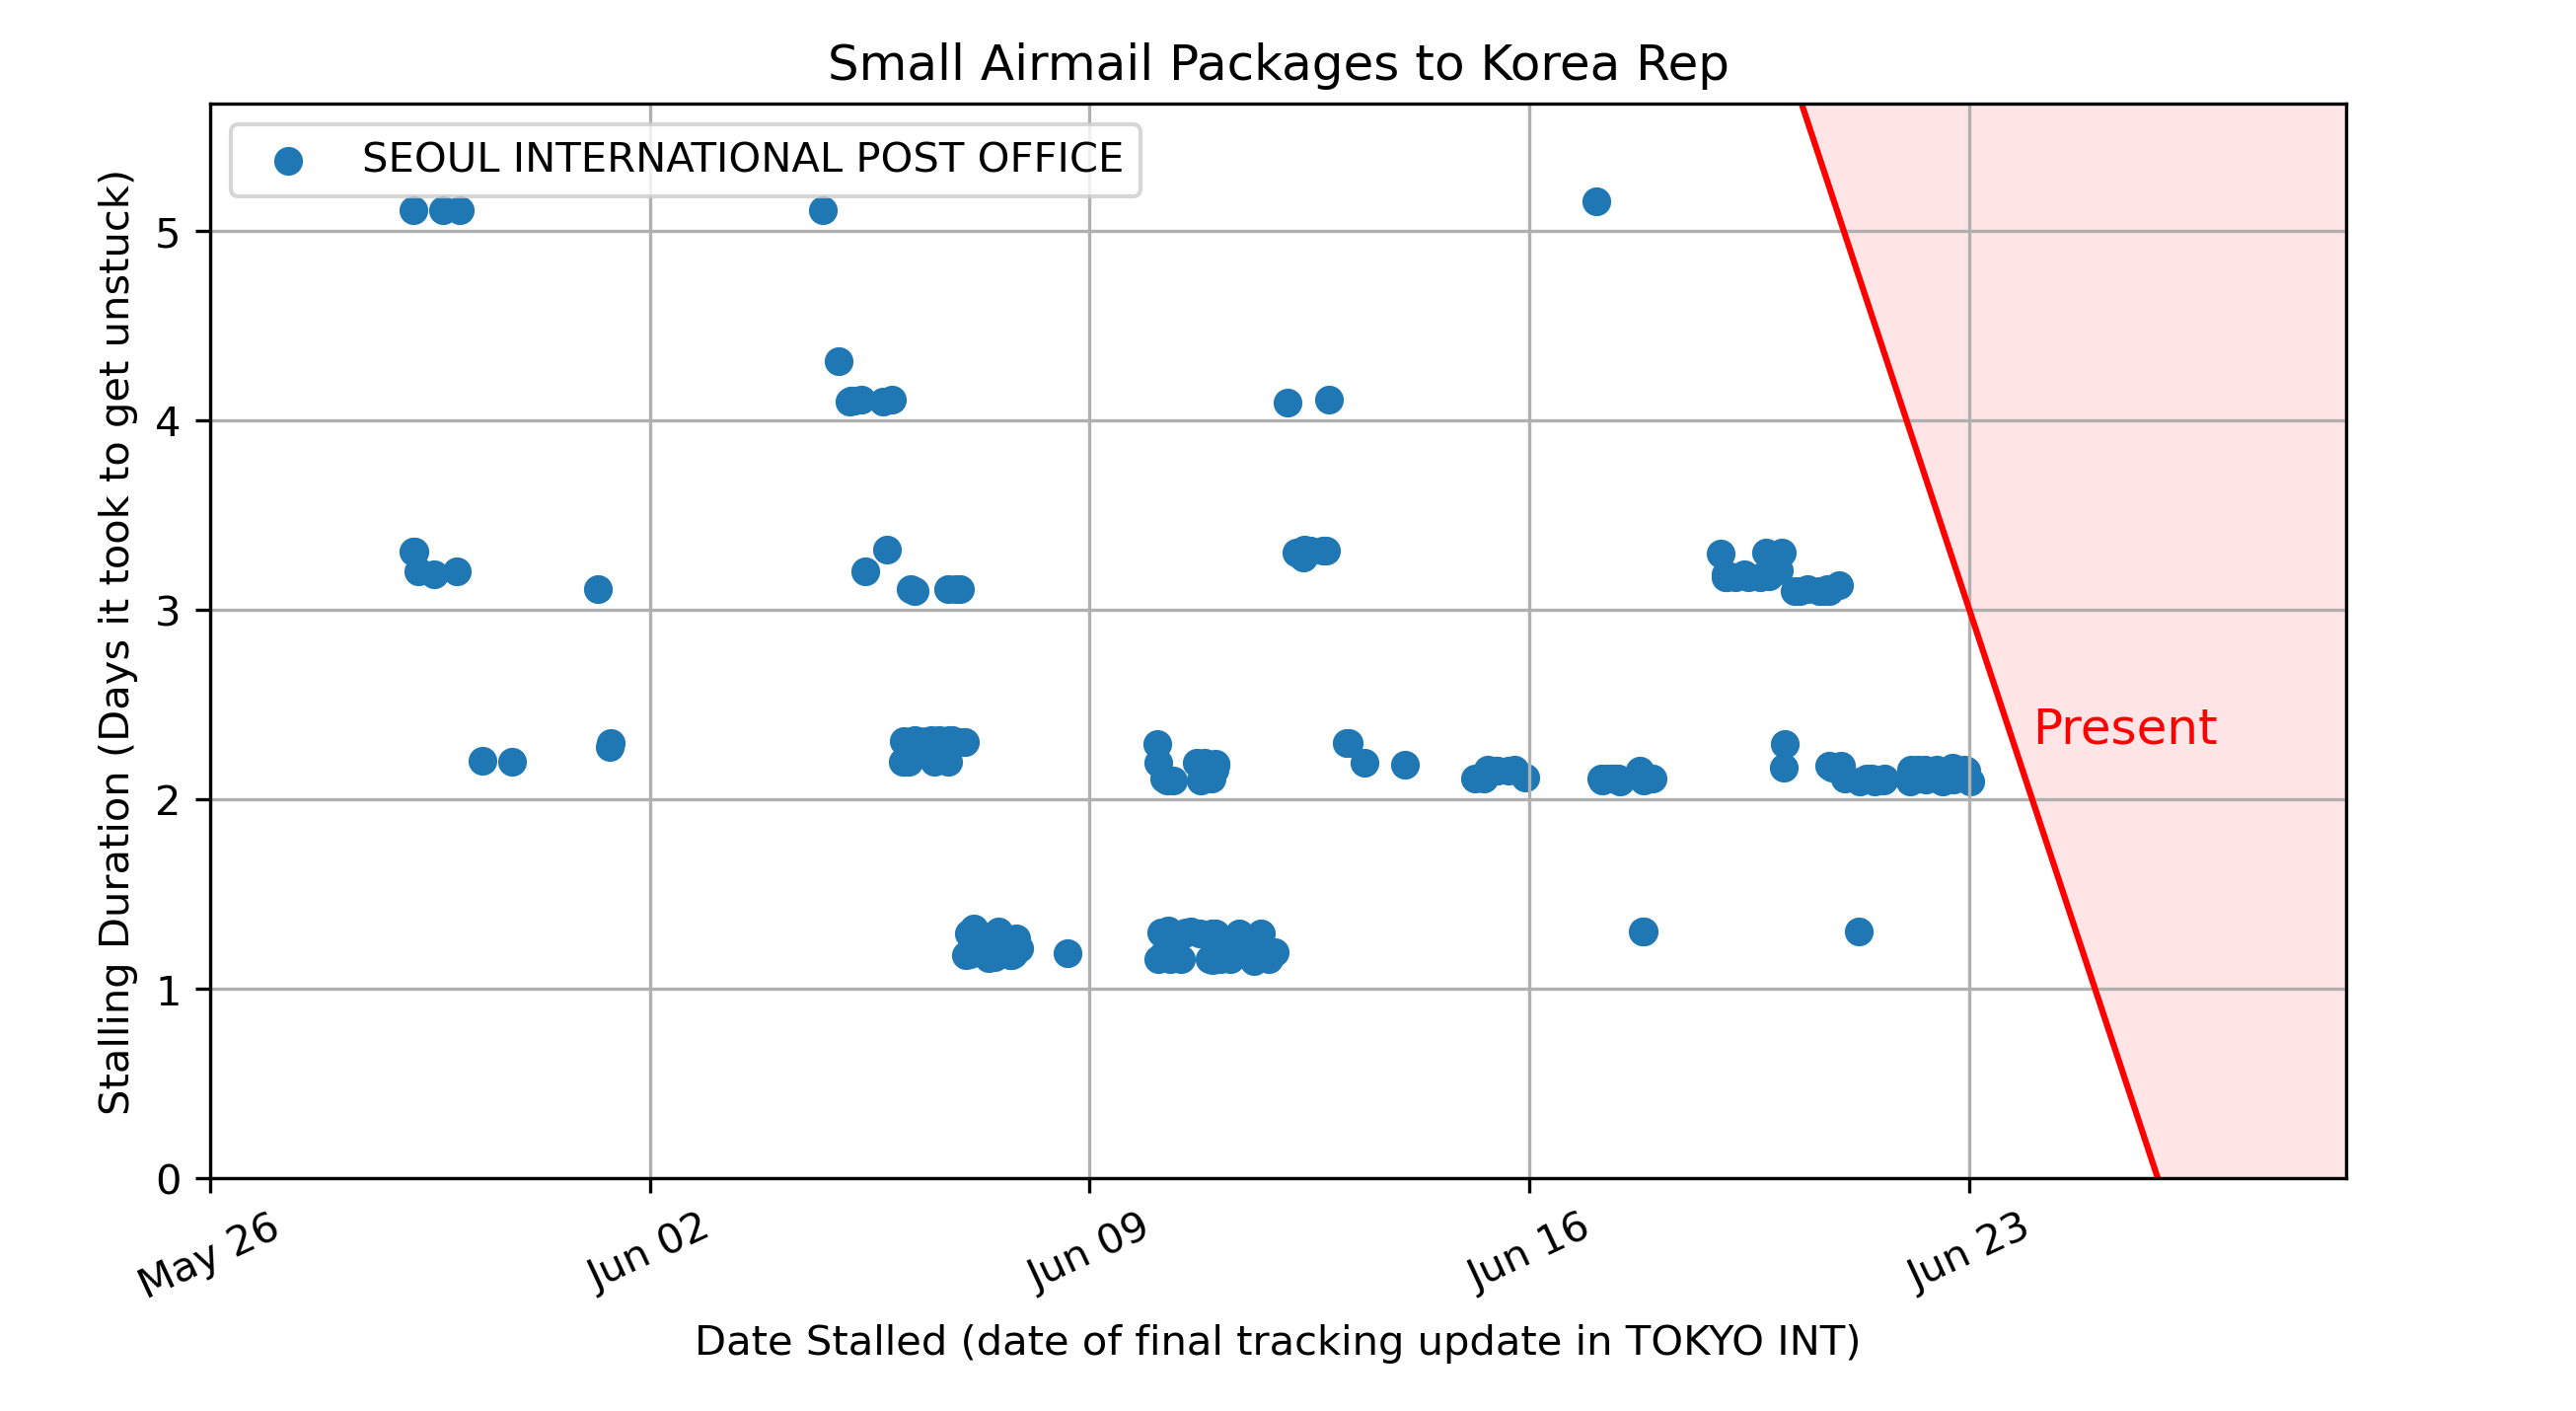 Small Airmail Packages to Korea Rep
SEOUL INTERNATIONAL POST OFFICE
Stalling Duration (Days it took to get unstuck)
5
4
3
2
1
0
Present
May 26
Jun 02
Jun 09
Jun 16
Jun 23
Date Stalled (date of final tracking update in TOKYO INT)